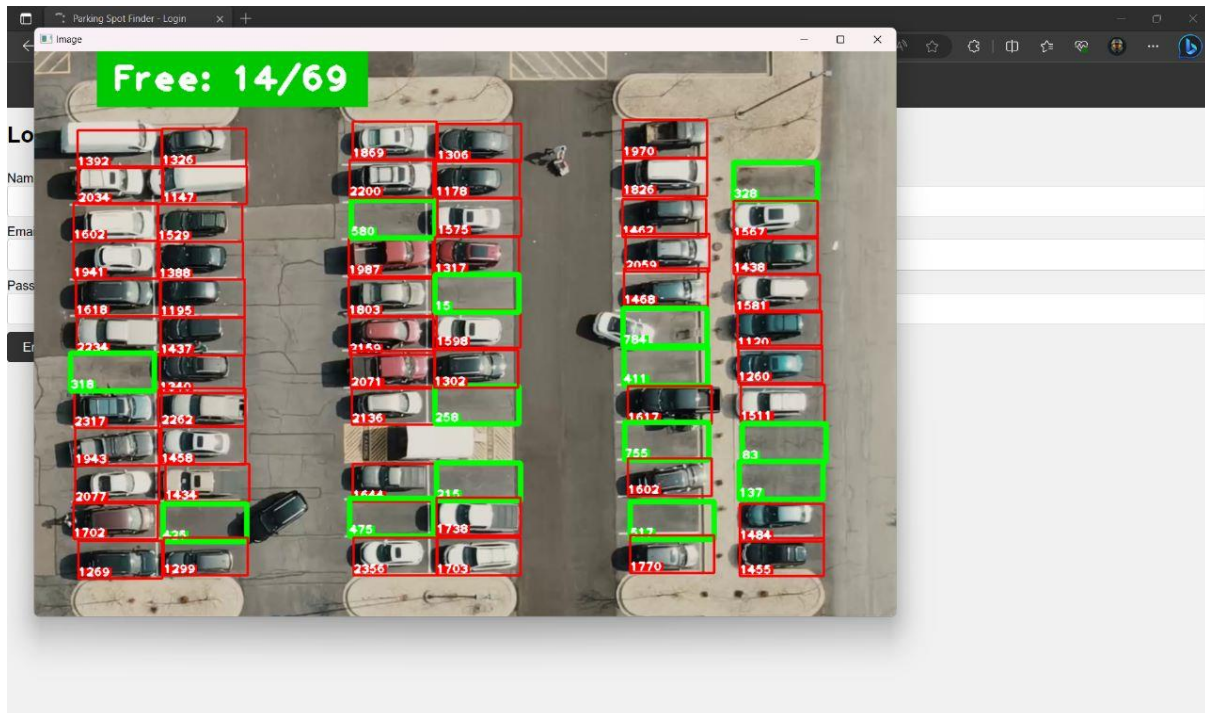 Parking Spot Finder - Login
Image
Free: 14/69
Lo
1392 1326 1869 1306 1970
Nam
2034 1147 2200 1178 1826 328
Emai
1602 1529 580 1575 1462 1567
1941 1388 1987 1317 2059 1438
Pass
1618 1195 1803 15 1468 1581
2234 1437 2159 1598 784 1120
318 1340 2071 1302 411 1260
2317 2262 2136 258 1617 1511
1943 1458 755 83
2077 1434 1644 215 1602 137
1702 425 475 1738 517 1484
1269 1299 2356 1703 1770 1455